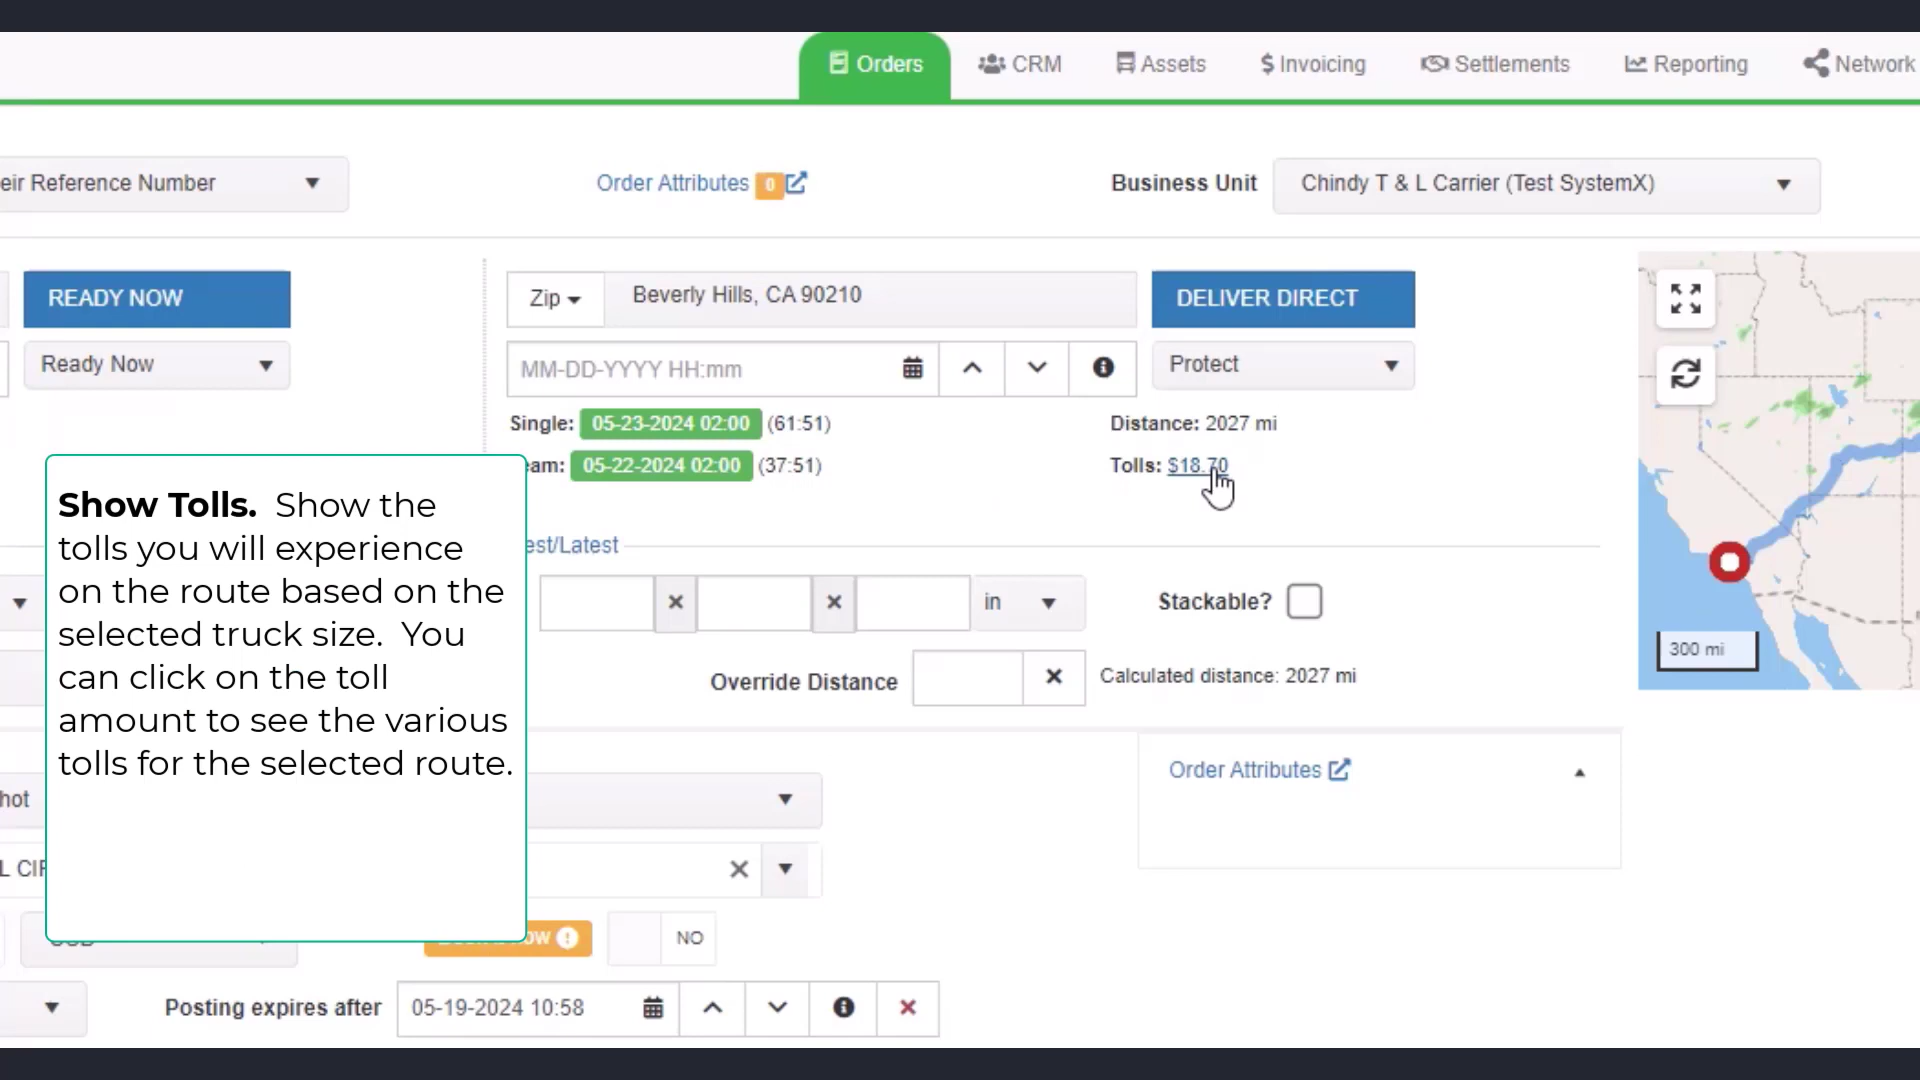 Orders CRM Assets $ Invoicing Settlements Reporting Network
eir Reference Number Order Attributes 0 Business Unit Chindy T & L Carrier (Test SystemX)
READY NOW Zip Beverly Hills, CA 90210 DELIVER DIRECT
Ready Now MM-DD-YYYY HH:mm Protect
Single: 05-23-2024 02:00 (61:51) Distance: 2027 mi
eam: 05-22-2024 02:00 (37:51) Tolls: $18.70
Show Tolls. Show the
tolls you will experience
on the route based on the
selected truck size. You
can click on the toll
amount to see the various
tolls for the selected route.
est/Latest
in Stackable?
300 mi
Override Distance Calculated distance: 2027 mi
Order Attributes
hot
L CIF
NO
Posting expires after 05-19-2024 10:58